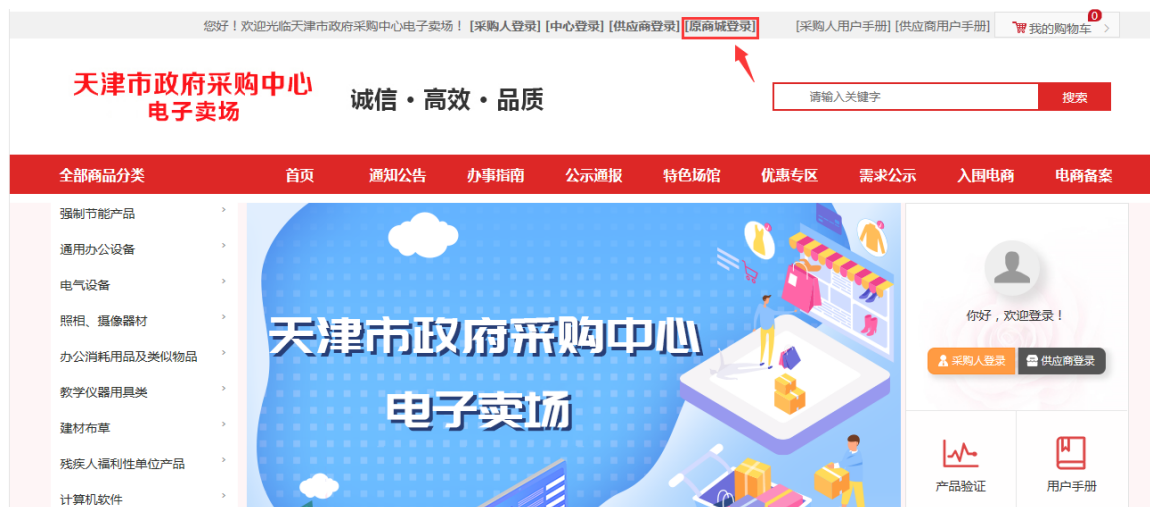 您好！欢迎光临天津市政府采购中心电子卖场！ [采购人登录] [中心登录] [供应商登录] [原商城登录] [采购人用户手册] [供应商用户手册] 我的购物车 0
天津市政府采购中心
电子卖场
诚信·高效·品质
请输入关键字 搜索
全部商品分类 首页 通知公告 办事指南 公示通报 特色场馆 优惠专区 需求公示 入围电商 电商备案
强制节能产品
通用办公设备
电气设备
照相、摄像器材
办公消耗用品及类似物品
教学仪器用具类
建材布草
残疾人福利性单位产品
计算机软件
天津市政府采购中心
电子卖场
你好，欢迎登录！
采购人登录 供应商登录
产品验证 用户手册